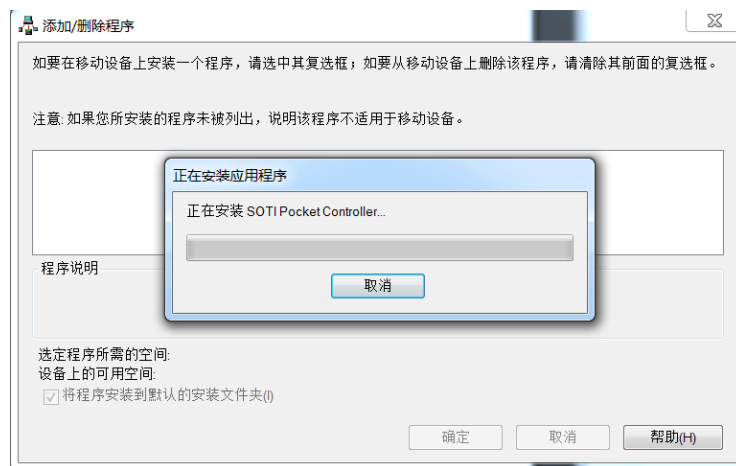 添加/删除程序
如要在移动设备上安装一个程序，请选中其复选框；如要从移动设备上删除该程序，请清除其前面的复选框。
注意: 如果您所安装的程序未被列出，说明该程序不适用于移动设备。
正在安装应用程序
正在安装 SOTI Pocket Controller...
取消
程序说明
选定程序所需的空间:
设备上的可用空间:
将程序安装到默认的安装文件夹(I)
确定 取消 帮助(H)